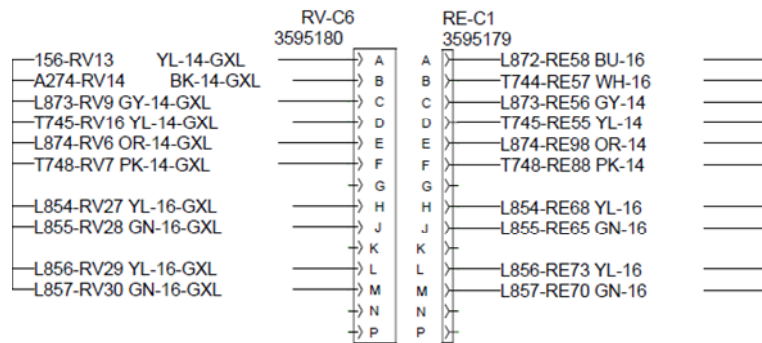 RV-C6 RE-C1
3595180 3595179
156-RV13 YL-14-GXL A A L872-RE58 BU-16
A274-RV14 BK-14-GXL B B T744-RE57 WH-16
L873-RV9 GY-14-GXL C C L873-RE56 GY-14
T745-RV16 YL-14-GXL D D T745-RE55 YL-14
L874-RV6 OR-14-GXL E E L874-RE98 OR-14
T748-RV7 PK-14-GXL F F T748-RE88 PK-14
G G
L854-RV27 YL-16-GXL H H L854-RE68 YL-16
L855-RV28 GN-16-GXL J J L855-RE65 GN-16
K K
L856-RV29 YL-16-GXL L L L856-RE73 YL-16
L857-RV30 GN-16-GXL M M L857-RE70 GN-16
N N
P P